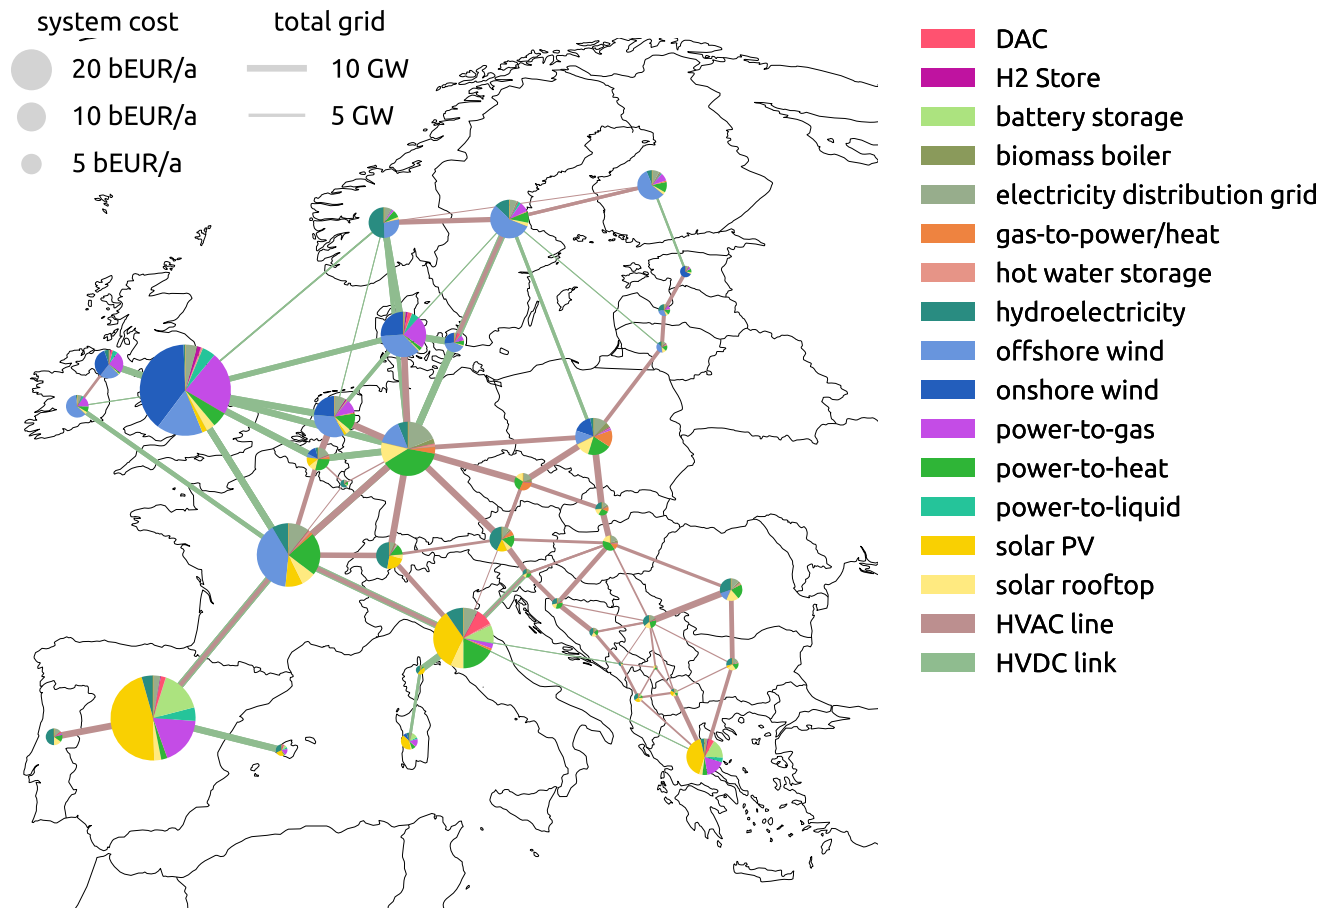 system cost
20 bEUR/a
10 bEUR/a
5 bEUR/a
total grid
10 GW
5 GW
DAC
H2 Store
battery storage
biomass boiler
electricity distribution grid
gas-to-power/heat
hot water storage
hydroelectricity
offshore wind
onshore wind
power-to-gas
power-to-heat
power-to-liquid
solar PV
solar rooftop
HVAC line
HVDC link